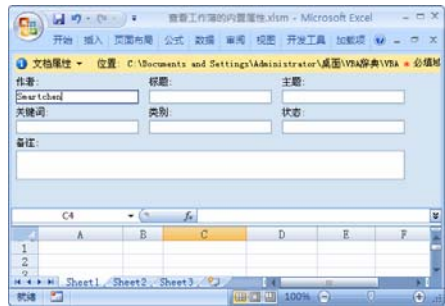 查看工作簿的内置属性.xlsm - Microsoft Excel
开始 插入 页面布局 公式 数据 审阅 视图 开发工具 加载项
文档属性 位置: C:\Documents and Settings\Administrator\桌面\VBA辞典\VBA * 必填域
作者: 标题: 主题:
Smartchen
关键词: 类别: 状态:
备注:
C4 fx
A B C D E F
1
2
Sheet1 Sheet2 Sheet3
就绪 100%